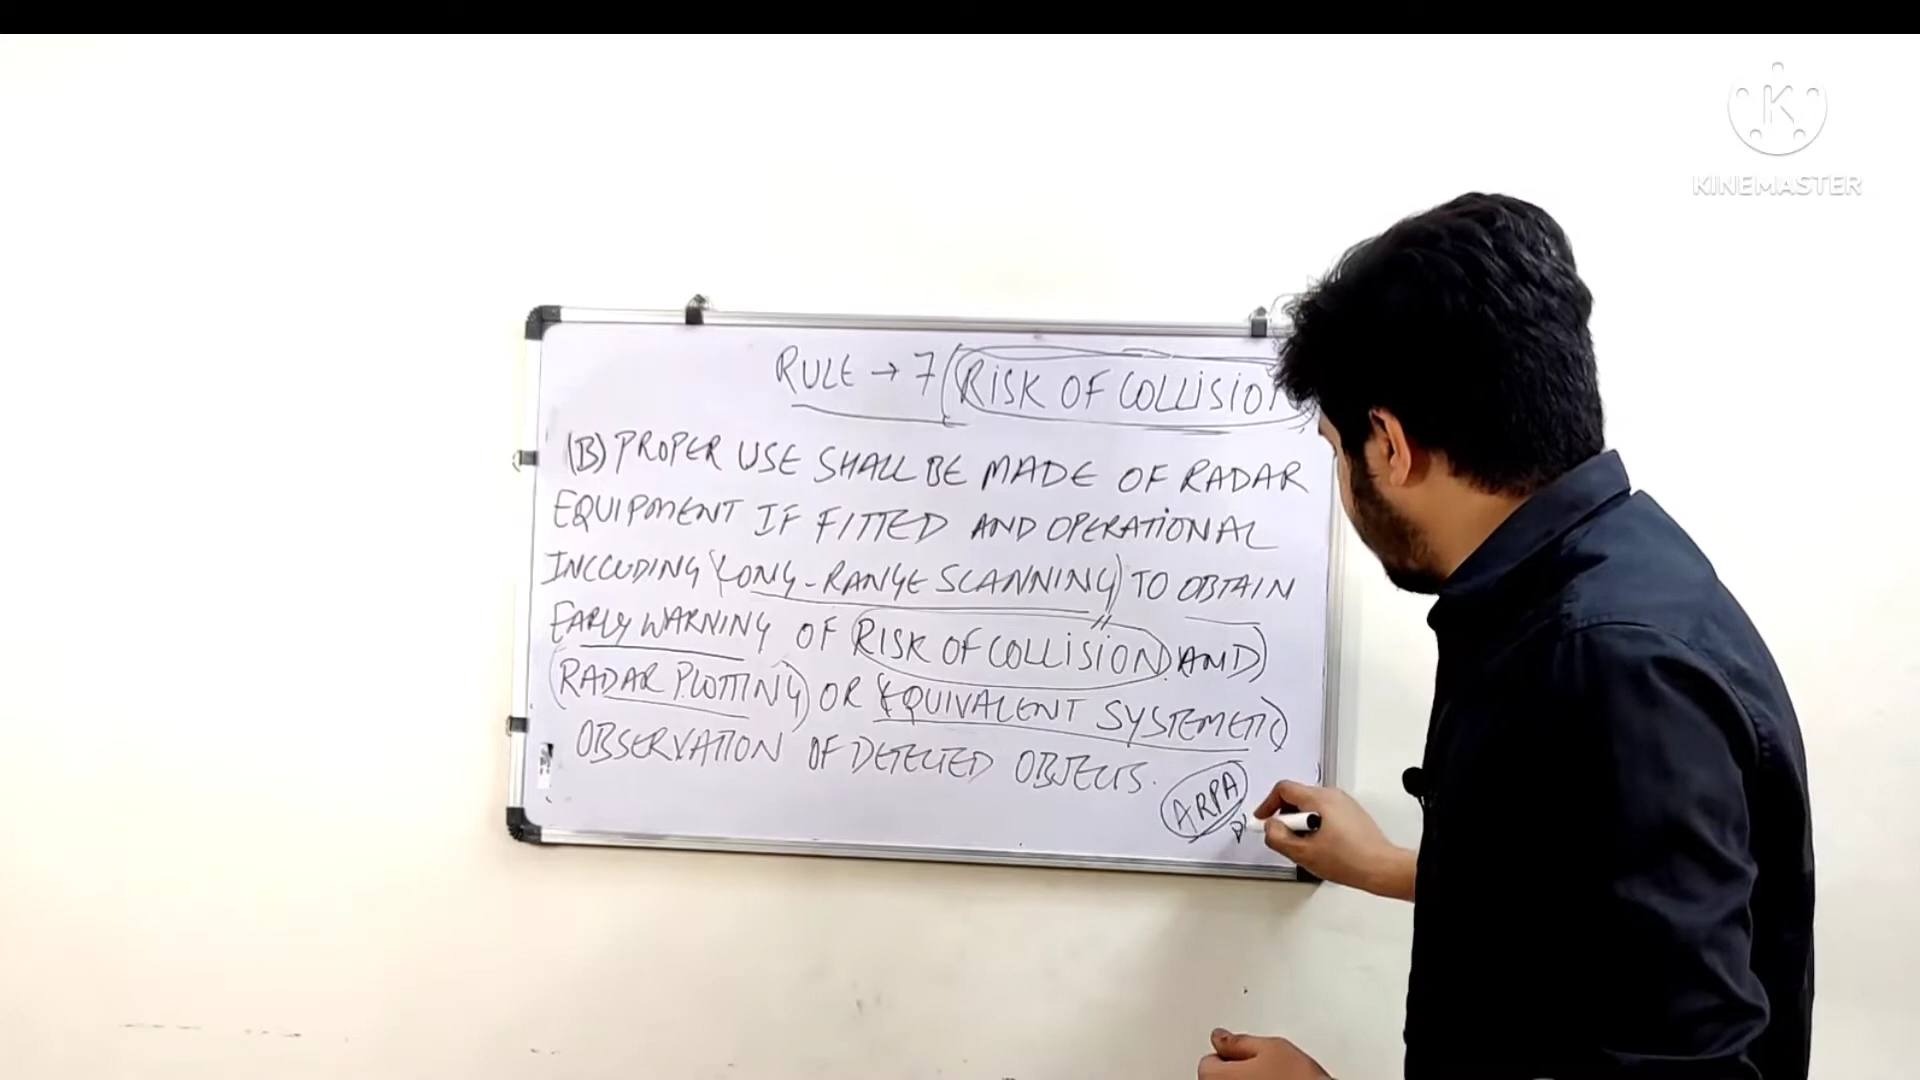 KINEMASTER
RULE → 7 (RISK OF COLLISION
(B) PROPER USE SHALL BE MADE OF RADAR
EQUIPMENT IF FITTED AND OPERATIONAL
INCLUDING (LONG-RANGE SCANNING) TO OBTAIN
EARLY WARNING OF RISK OF COLLISION AND)
(RADAR PLOTTING) OR EQUIVALENT SYSTEMETIC)
OBSERVATION OF DETECTED OBJECTS.
ARPA